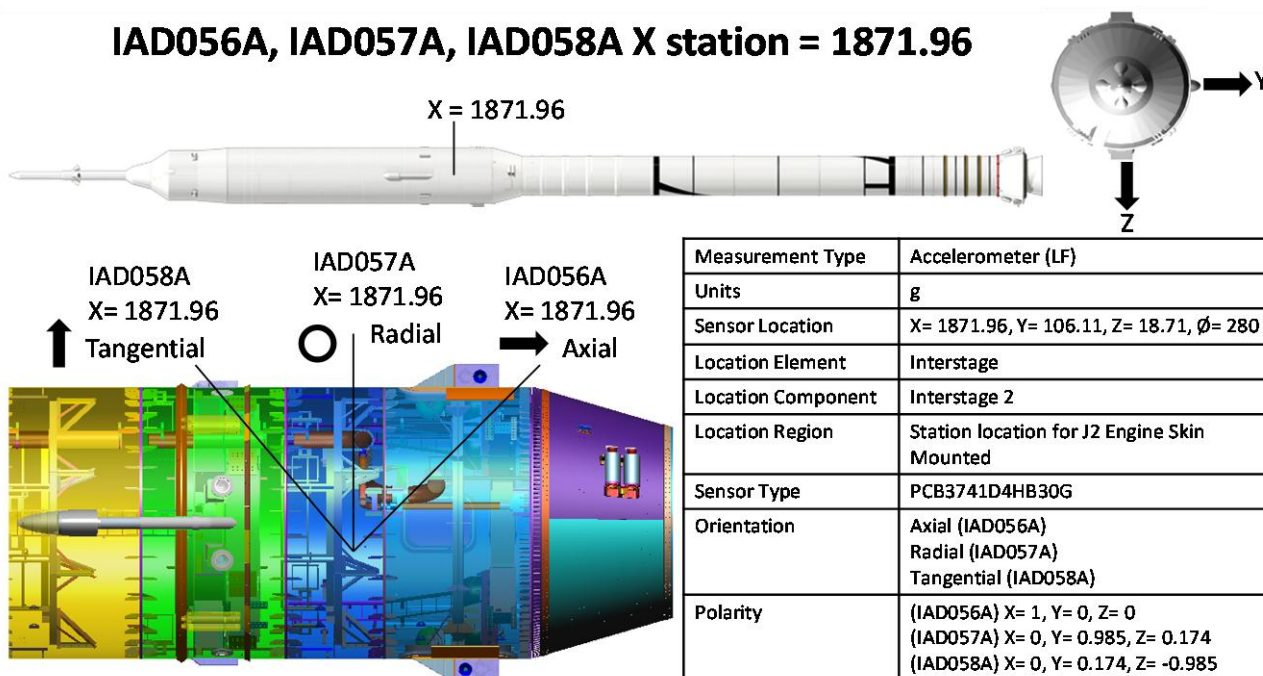 IAD056A, IAD057A, IAD058A X station = 1871.96
X = 1871.96
Y
Z
IAD058A
X= 1871.96
Tangential
IAD057A
X= 1871.96
Radial
IAD056A
X= 1871.96
Axial
Measurement Type Accelerometer (LF)
Units g
Sensor Location X= 1871.96, Y= 106.11, Z= 18.71, Ø= 280
Location Element Interstage
Location Component Interstage 2
Location Region Station location for J2 Engine Skin
Mounted
Sensor Type PCB3741D4HB30G
Orientation Axial (IAD056A)
Radial (IAD057A)
Tangential (IAD058A)
Polarity (IAD056A) X= 1, Y= 0, Z= 0
(IAD057A) X= 0, Y= 0.985, Z= 0.174
(IAD058A) X= 0, Y= 0.174, Z= -0.985